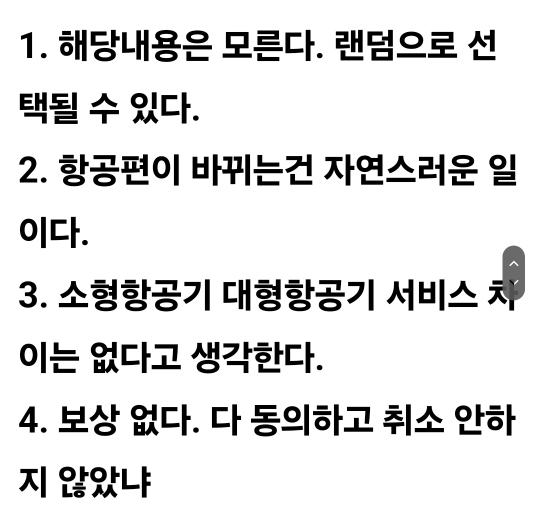 1. 해당내용은 모른다. 랜덤으로 선
택될 수 있다.
2. 항공편이 바뀌는건 자연스러운 일
이다.
3. 소형항공기 대형항공기 서비스 차
이는 없다고 생각한다.
4. 보상 없다. 다 동의하고 취소 안하
지 않았냐